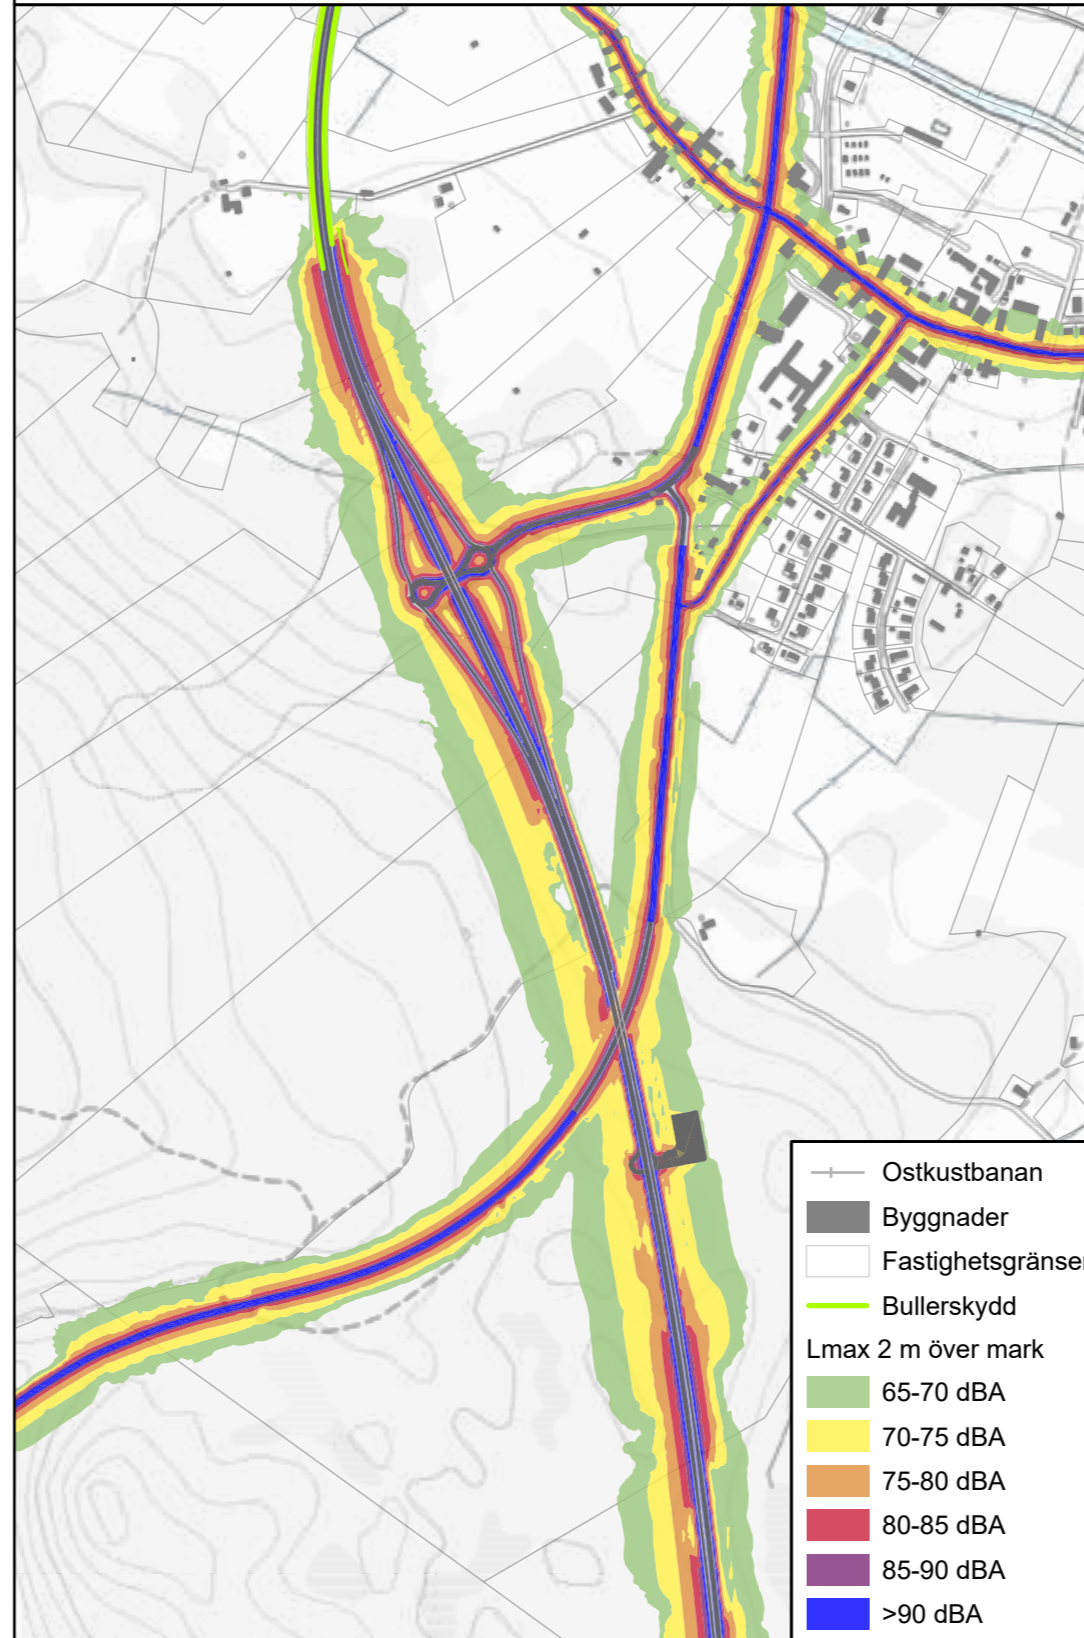 Ostkustbanan
Byggnader
Fastighetsgränser
Bullerskydd
Lmax 2 m över mark
65-70 dBA
70-75 dBA
75-80 dBA
80-85 dBA
85-90 dBA
>90 dBA